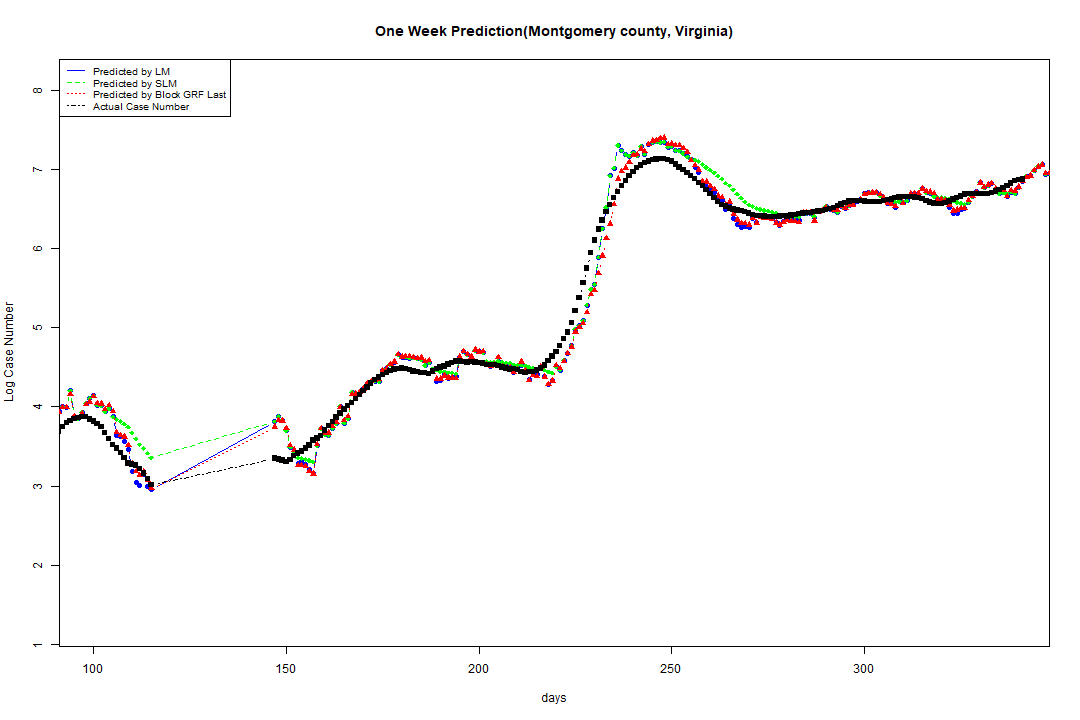 One Week Prediction(Montgomery county, Virginia)
Predicted by LM
Predicted by SLM
Predicted by Block GRF Last
Actual Case Number
8
7
6
5
4
3
2
1
Log Case Number
100 150 200 250 300
days